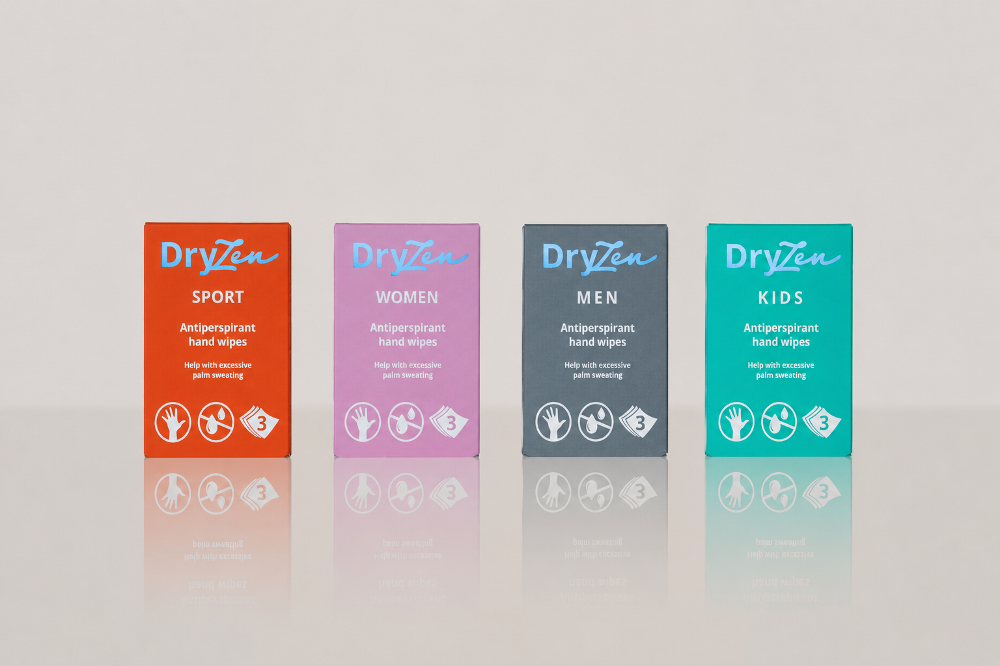 DryZen
SPORT
Antiperspirant
hand wipes
Help with excessive
palm sweating
3
DryZen
WOMEN
Antiperspirant
hand wipes
Help with excessive
palm sweating
3
DryZen
MEN
Antiperspirant
hand wipes
Help with excessive
palm sweating
3
DryZen
KIDS
Antiperspirant
hand wipes
Help with excessive
palm sweating
3